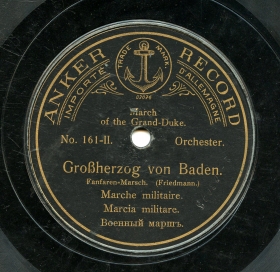 ANKER RECORD
IMPORTÉ D'ALLEMAGNE
TRADE MARK
March
of the Grand-Duke.
No. 161-II. Orchester.
Großherzog von Baden.
Fanfaren-Marsch. (Friedmann.)
Marche militaire.
Marcia militare.
Военный маршъ.